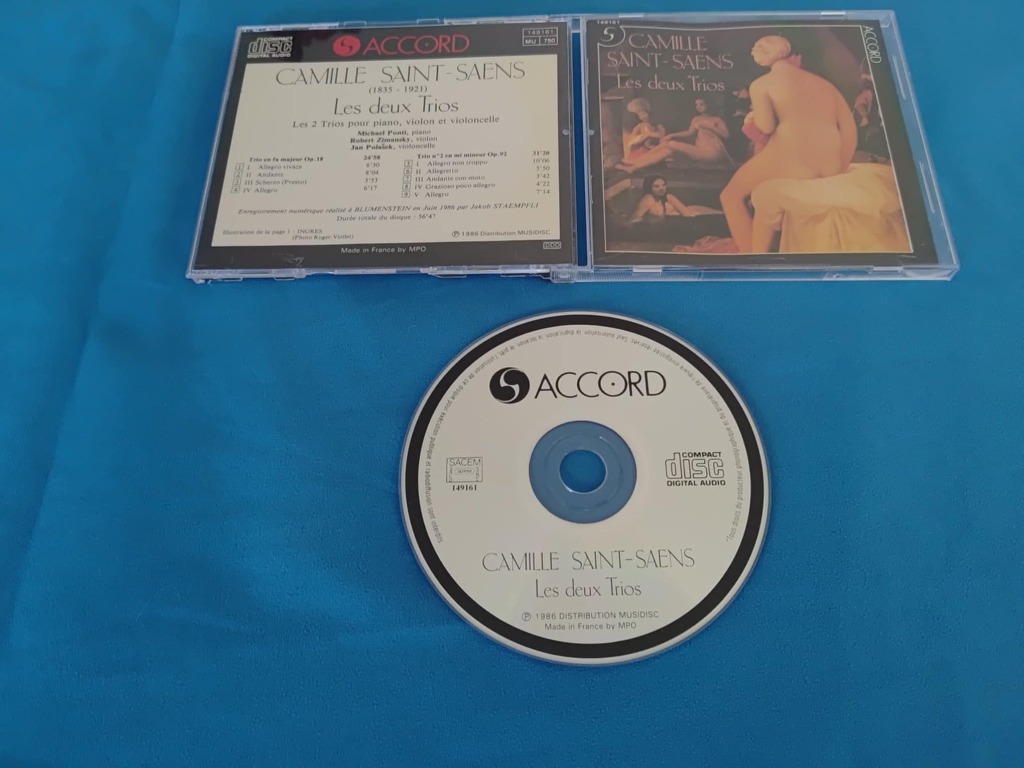 COMPACT
disc
DIGITAL AUDIO
ACCORD
149161
MU 750
CAMILLE SAINT-SAENS
(1835 - 1921)
Les deux Trios
Les 2 Trios pour piano, violon et violoncelle
Michael Ponti, piano
Robert Zimansky, violon
Jan Polašek, violoncelle
Trio en fa majeur Op.18 24'58
1 I Allegro vivace 6'30
2 II Andante 8'04
3 III Scherzo (Presto) 3'53
4 IV Allegro 6'17
Trio n°2 en mi mineur Op.92 31'20
5 I Allegro non troppo 10'06
6 II Allegretto 5'50
7 III Andante con moto 3'42
8 IV Grazioso poco allegro 4'22
9 V Allegro 7'14
Enregistrement numérique réalisé à BLUMENSTEIN en Juin 1986 par Jakob STAEMPFLI
Durée totale du disque : 56'47
Illustration de la page 1 : INGRES
(Photo Roger-Viollet)
℗ 1986 Distribution MUSIDISC
Made in France by MPO
DDD
149161
CAMILLE
SAINT-SAENS
Les deux Trios
ACCORD
ACCORD
SACEM
149161
COMPACT
disc
DIGITAL AUDIO
CAMILLE SAINT-SAENS
Les deux Trios
℗ 1986 DISTRIBUTION MUSIDISC
Made in France by MPO